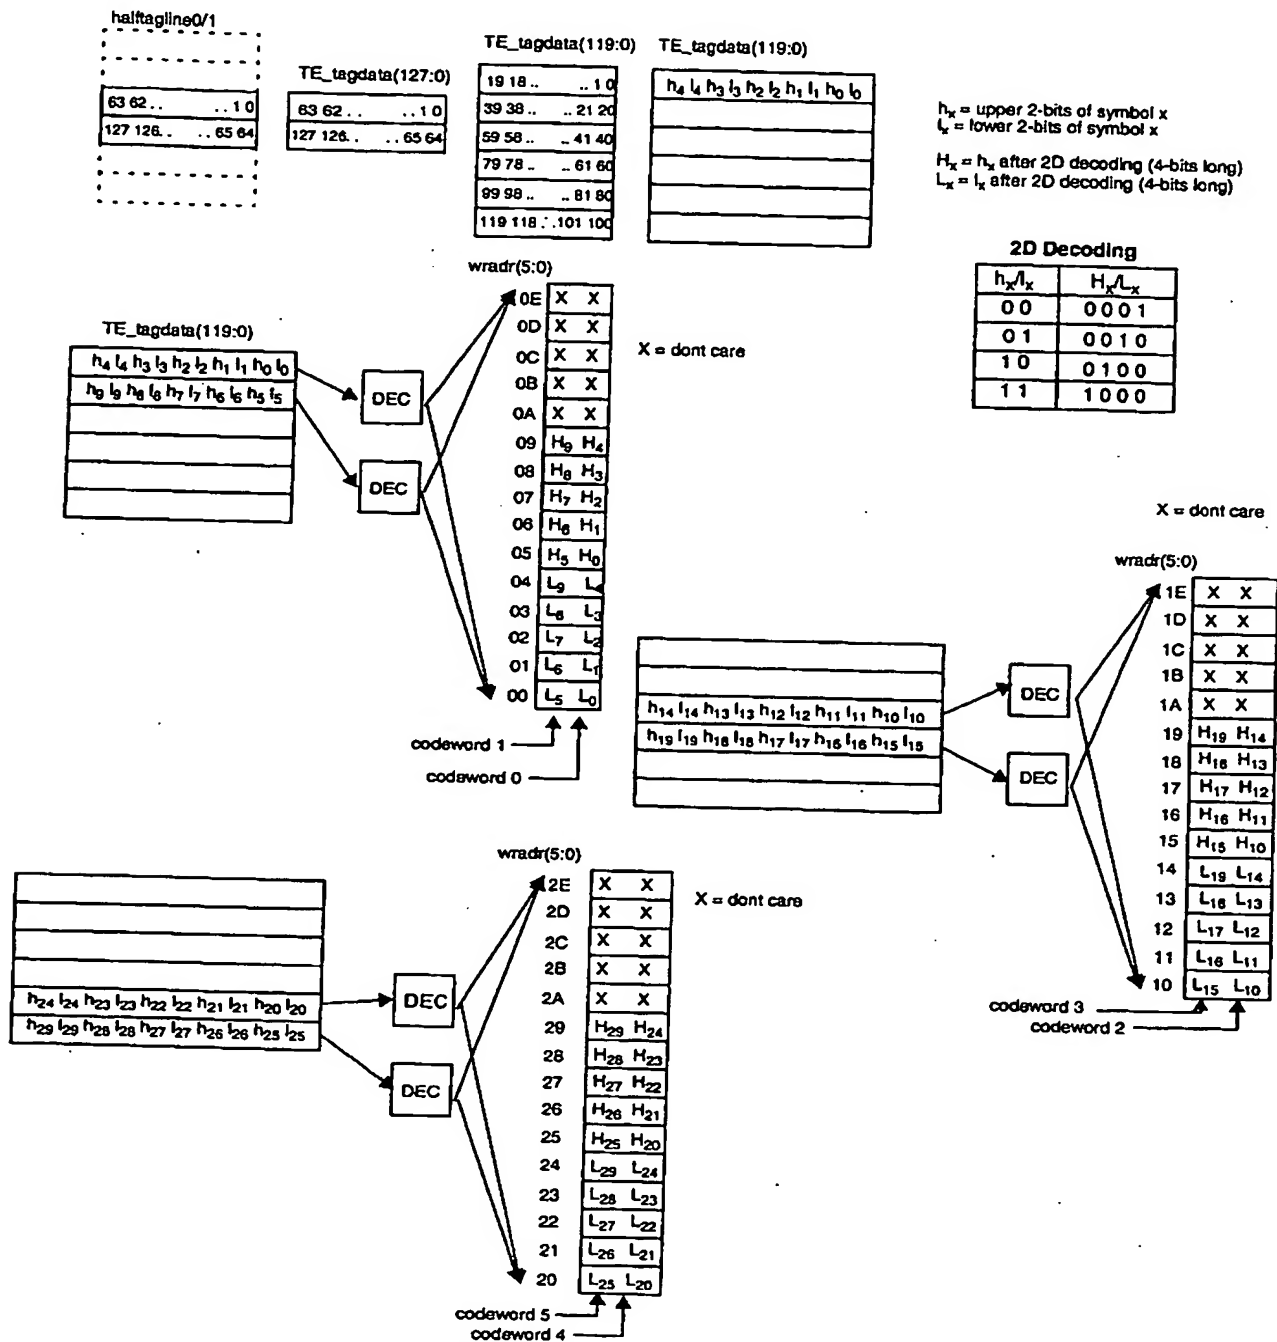 halftagline0/1
63 62 . . . . 1 0
127 126. . . . 65 64
TE_tagdata(127:0)
63 62 . . . . 1 0
127 126. . . . 65 64
TE_tagdata(119:0)
19 18 .. .. 1 0
39 38 .. .. 21 20
59 58 .. .. 41 40
79 78 .. .. 61 60
99 98 .. .. 81 80
119 118 . . .101 100
TE_tagdata(119:0)
h4 l4 h3 l3 h2 l2 h1 l1 h0 l0
hx = upper 2-bits of symbol x
lx = lower 2-bits of symbol x
Hx = hx after 2D decoding (4-bits long)
Lx = lx after 2D decoding (4-bits long)
2D Decoding
hx/lx Hx/Lx
0 0 0 0 0 1
0 1 0 0 1 0
1 0 0 1 0 0
1 1 1 0 0 0
TE_tagdata(119:0)
h4 l4 h3 l3 h2 l2 h1 l1 h0 l0
h9 l9 h8 l8 h7 l7 h6 l6 h5 l5
DEC
DEC
wradr(5:0)
0E X X
0D X X
0C X X
0B X X
0A X X
09 H9 H4
08 H8 H3
07 H7 H2
06 H6 H1
05 H5 H0
04 L9 L4
03 L8 L3
02 L7 L2
01 L6 L1
00 L5 L0
X = dont care
codeword 1
codeword 0
h14 l14 h13 l13 h12 l12 h11 l11 h10 l10
h19 l19 h18 l18 h17 l17 h16 l16 h15 l15
DEC
DEC
X = dont care
wradr(5:0)
1E X X
1D X X
1C X X
1B X X
1A X X
19 H19 H14
18 H18 H13
17 H17 H12
16 H16 H11
15 H15 H10
14 L19 L14
13 L18 L13
12 L17 L12
11 L16 L11
10 L15 L10
codeword 3
codeword 2
h24 l24 h23 l23 h22 l22 h21 l21 h20 l20
h29 l29 h28 l28 h27 l27 h26 l26 h25 l25
DEC
DEC
wradr(5:0)
2E X X
2D X X
2C X X
2B X X
2A X X
29 H29 H24
28 H28 H23
27 H27 H22
26 H26 H21
25 H25 H20
24 L29 L24
23 L28 L23
22 L27 L22
21 L26 L21
20 L25 L20
X = dont care
codeword 5
codeword 4